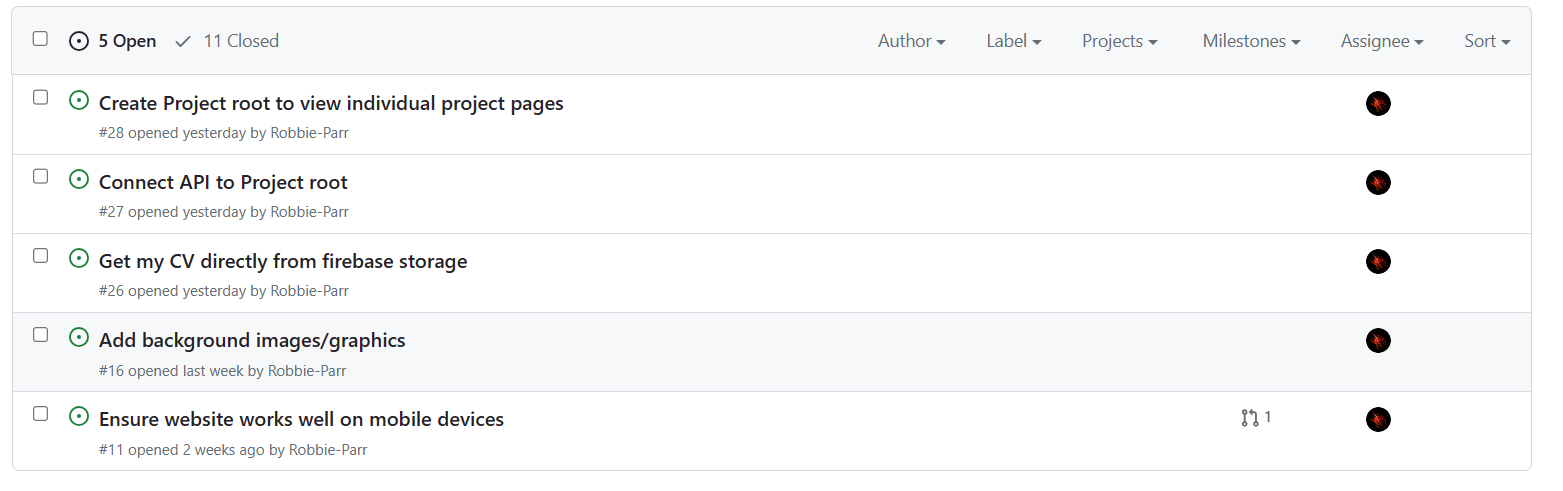 5 Open 11 Closed Author Label Projects Milestones Assignee Sort
Create Project root to view individual project pages
#28 opened yesterday by Robbie-Parr
Connect API to Project root
#27 opened yesterday by Robbie-Parr
Get my CV directly from firebase storage
#26 opened yesterday by Robbie-Parr
Add background images/graphics
#16 opened last week by Robbie-Parr
Ensure website works well on mobile devices 1
#11 opened 2 weeks ago by Robbie-Parr